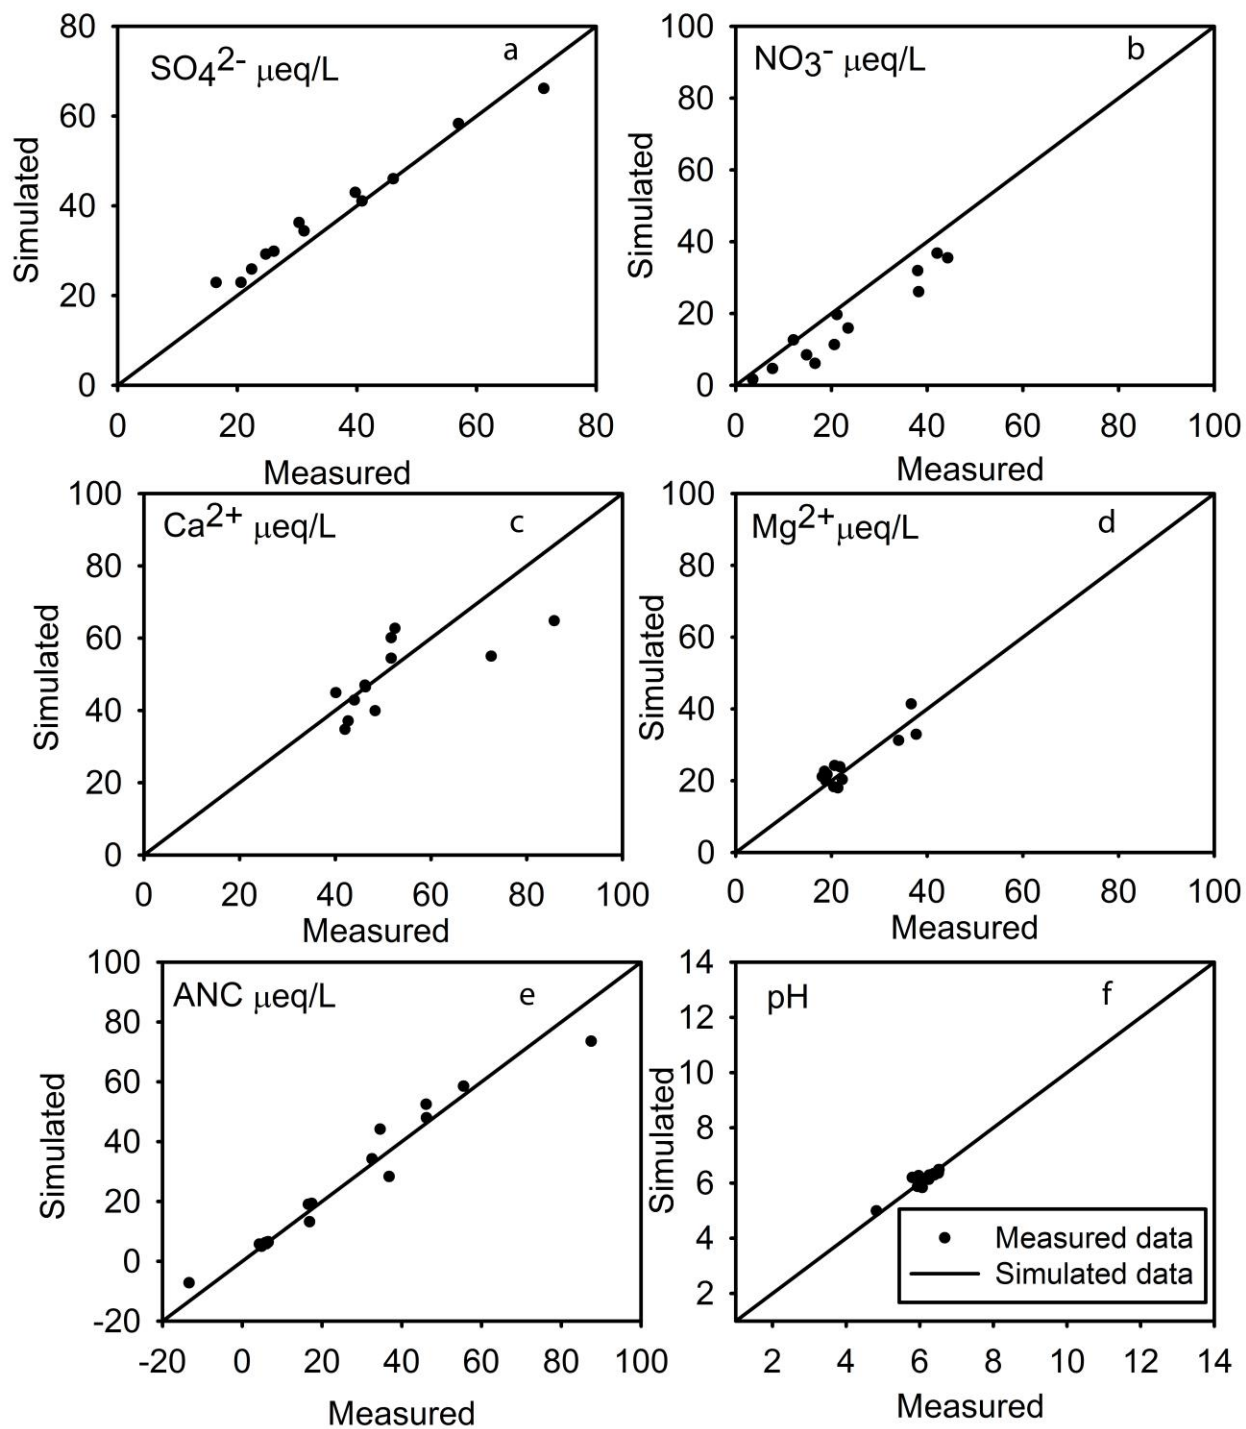 SO₄²⁻ µeq/L
a
Simulated
80
60
40
20
0
0 20 40 60 80
Measured
NO₃⁻ µeq/L
b
Simulated
100
80
60
40
20
0
0 20 40 60 80 100
Measured
Ca²⁺ µeq/L
c
Simulated
100
80
60
40
20
0
0 20 40 60 80 100
Measured
Mg²⁺ µeq/L
d
Simulated
100
80
60
40
20
0
0 20 40 60 80 100
Measured
ANC µeq/L
e
Simulated
100
80
60
40
20
0
-20
-20 0 20 40 60 80 100
Measured
pH
f
Simulated
14
12
10
8
6
4
2
2 4 6 8 10 12 14
Measured
Measured data
Simulated data